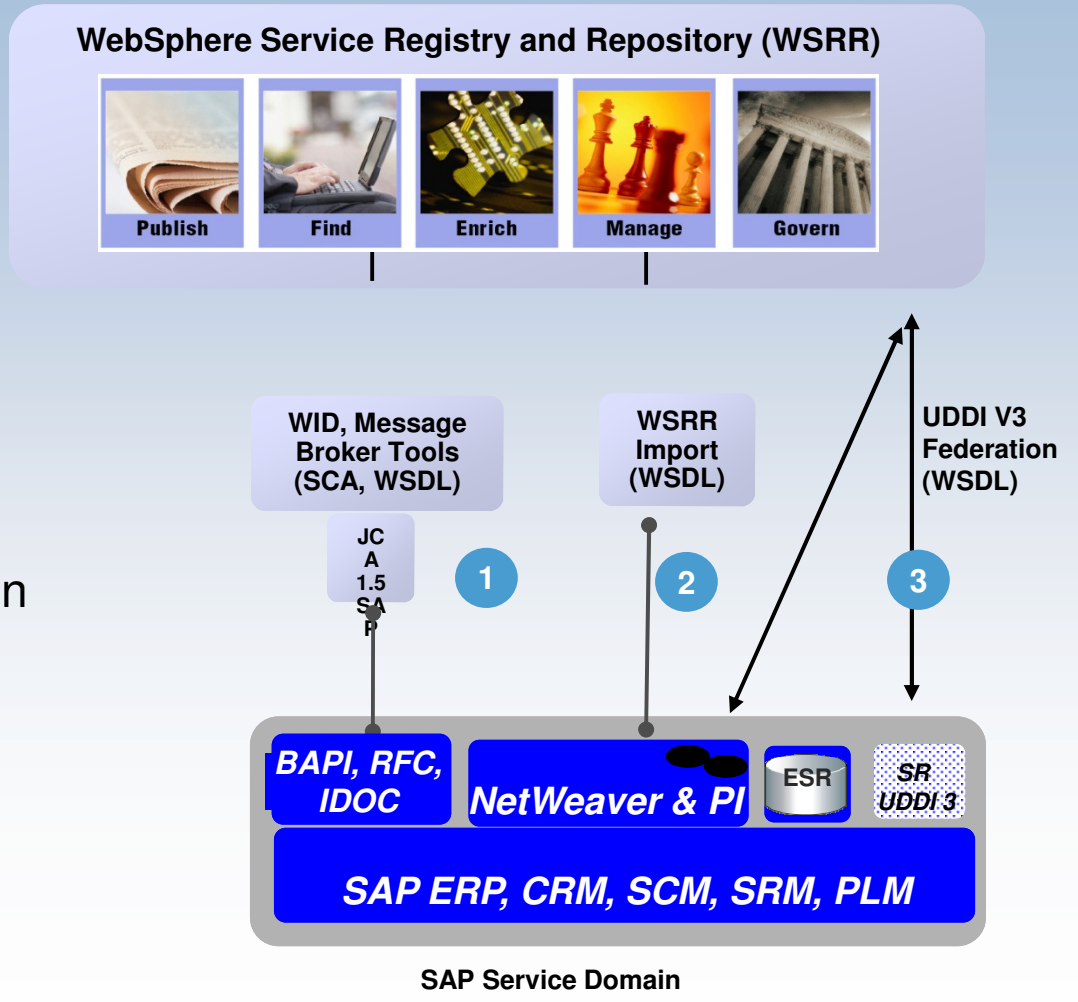 WebSphere Service Registry and Repository (WSRR)
Publish
Find
Enrich
Manage
Govern
WID, Message
Broker Tools
(SCA, WSDL)
WSRR
Import
(WSDL)
UDDI V3
Federation
(WSDL)
JC
A
1.5
SA
P
1
2
3
n
BAPI, RFC,
IDOC
NetWeaver & PI
ESR
SR
UDDI 3
SAP ERP, CRM, SCM, SRM, PLM
SAP Service Domain